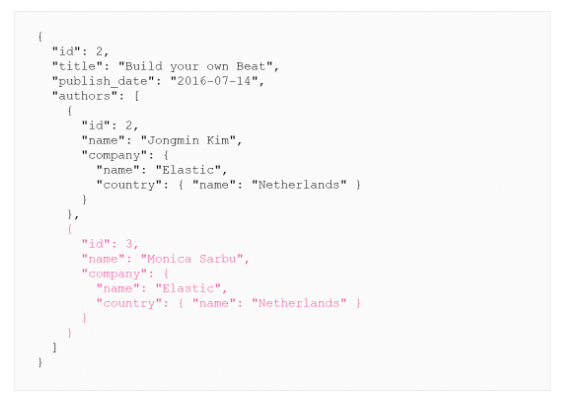 {
"id": 2,
"title": "Build your own Beat",
"publish_date": "2016-07-14",
"authors": [
{
"id": 2,
"name": "Jongmin Kim",
"company": {
"name": "Elastic",
"country": { "name": "Netherlands" }
}
},
{
"id": 3,
"name": "Monica Sarbu",
"company": {
"name": "Elastic",
"country": { "name": "Netherlands" }
}
}
]
}